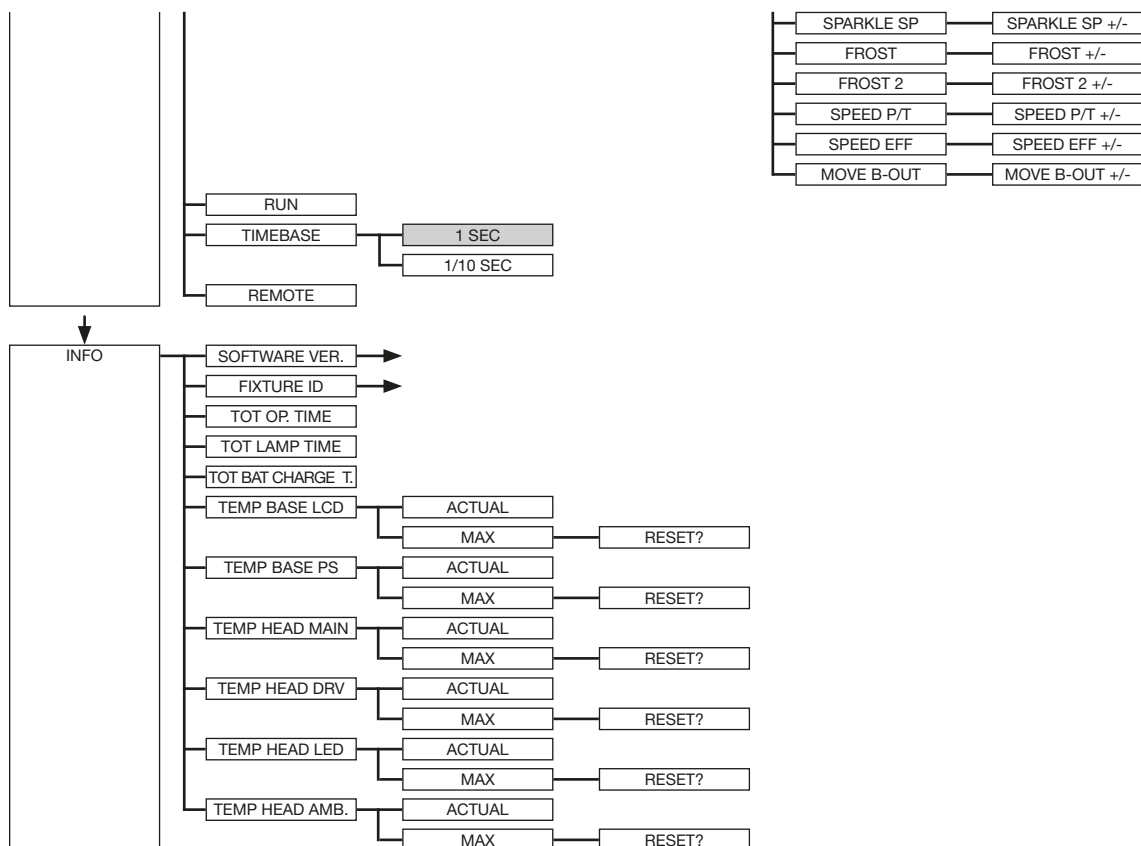 SPARKLE SP SPARKLE SP +/-
FROST FROST +/-
FROST 2 FROST 2 +/-
SPEED P/T SPEED P/T +/-
SPEED EFF SPEED EFF +/-
MOVE B-OUT MOVE B-OUT +/-
RUN
TIMEBASE 1 SEC
1/10 SEC
REMOTE
INFO SOFTWARE VER.
FIXTURE ID
TOT OP. TIME
TOT LAMP TIME
TOT BAT CHARGE T.
TEMP BASE LCD ACTUAL
MAX RESET?
TEMP BASE PS ACTUAL
MAX RESET?
TEMP HEAD MAIN ACTUAL
MAX RESET?
TEMP HEAD DRV ACTUAL
MAX RESET?
TEMP HEAD LED ACTUAL
MAX RESET?
TEMP HEAD AMB. ACTUAL
MAX RESET?